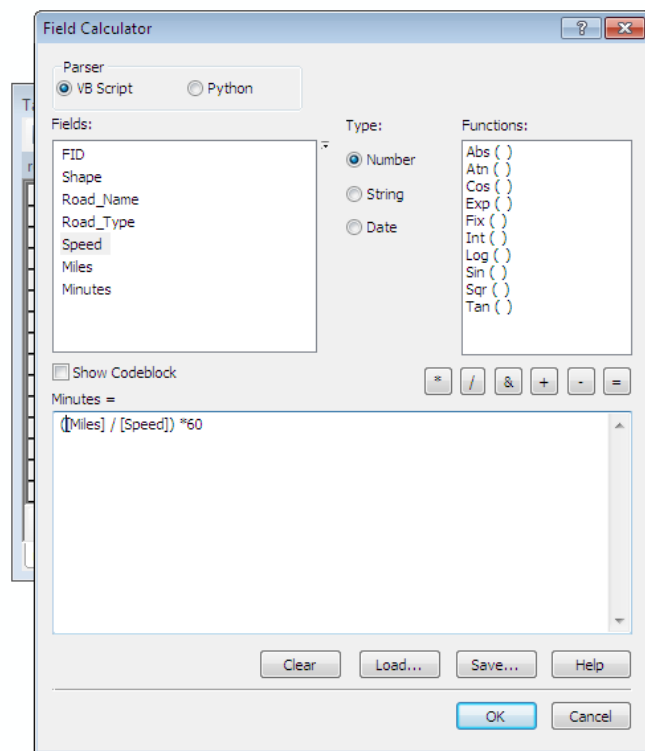 Field Calculator
Parser
VB Script
Python
Ta
Fields:
Type:
Functions:
FID
Shape
Road_Name
Road_Type
Speed
Miles
Minutes
Number
String
Date
Abs ( )
Atn ( )
Cos ( )
Exp ( )
Fix ( )
Int ( )
Log ( )
Sin ( )
Sqr ( )
Tan ( )
Show Codeblock
* / & + - =
Minutes =
([Miles] / [Speed]) *60
Clear Load... Save... Help
OK Cancel